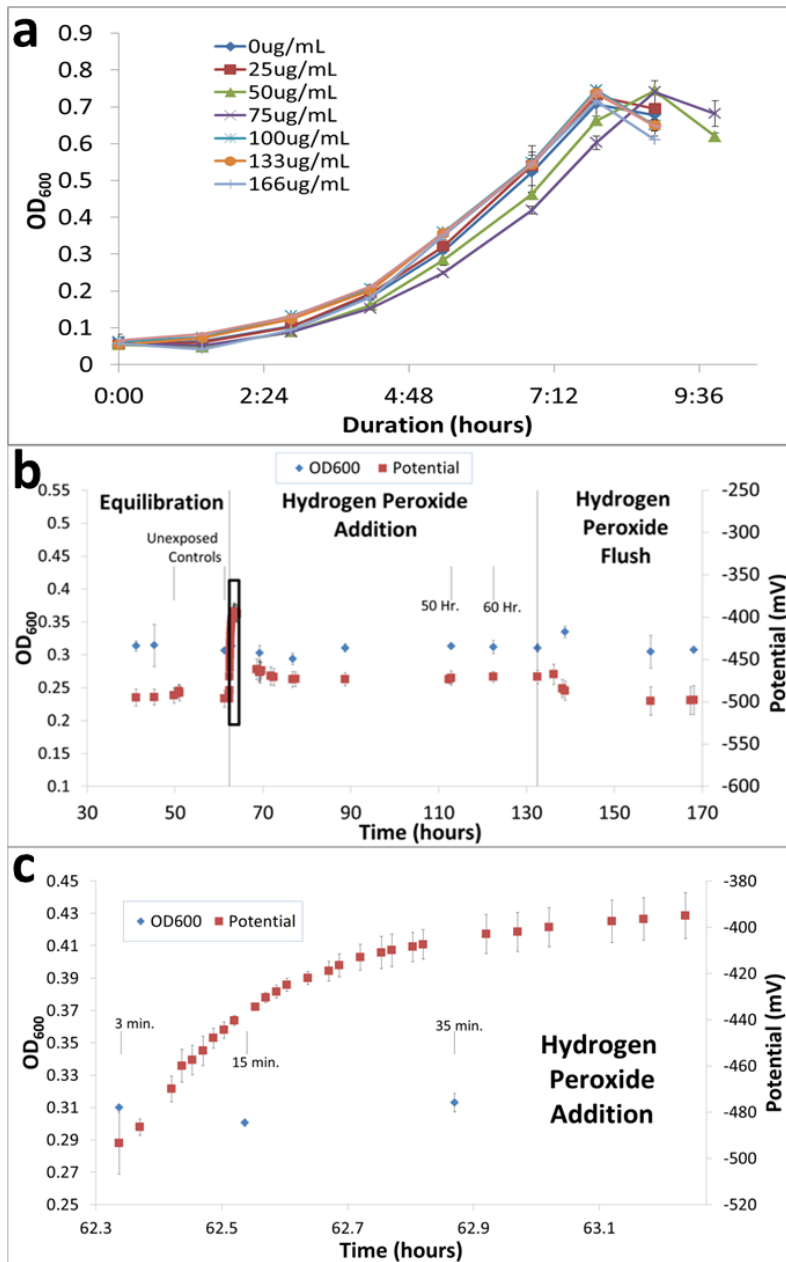 a
0.9
0.8
0.7
0.6
0.5
0.4
0.3
0.2
0.1
0
OD600
0ug/mL
25ug/mL
50ug/mL
75ug/mL
100ug/mL
133ug/mL
166ug/mL
0:00 2:24 4:48 7:12 9:36
Duration (hours)
b
OD600 Potential
Equilibration
Hydrogen Peroxide
Addition
Hydrogen
Peroxide
Flush
Unexposed
Controls
50 Hr.
60 Hr.
0.55
0.5
0.45
0.4
0.35
0.3
0.25
0.2
0.15
0.1
OD600
-250
-300
-350
-400
-450
-500
-550
-600
Potential (mV)
30 50 70 90 110 130 150 170
Time (hours)
c
OD600 Potential
0.45
0.43
0.41
0.39
0.37
0.35
0.33
0.31
0.29
0.27
0.25
OD600
3 min.
15 min.
35 min.
Hydrogen
Peroxide
Addition
-380
-400
-420
-440
-460
-480
-500
-520
Potential (mV)
62.3 62.5 62.7 62.9 63.1
Time (hours)